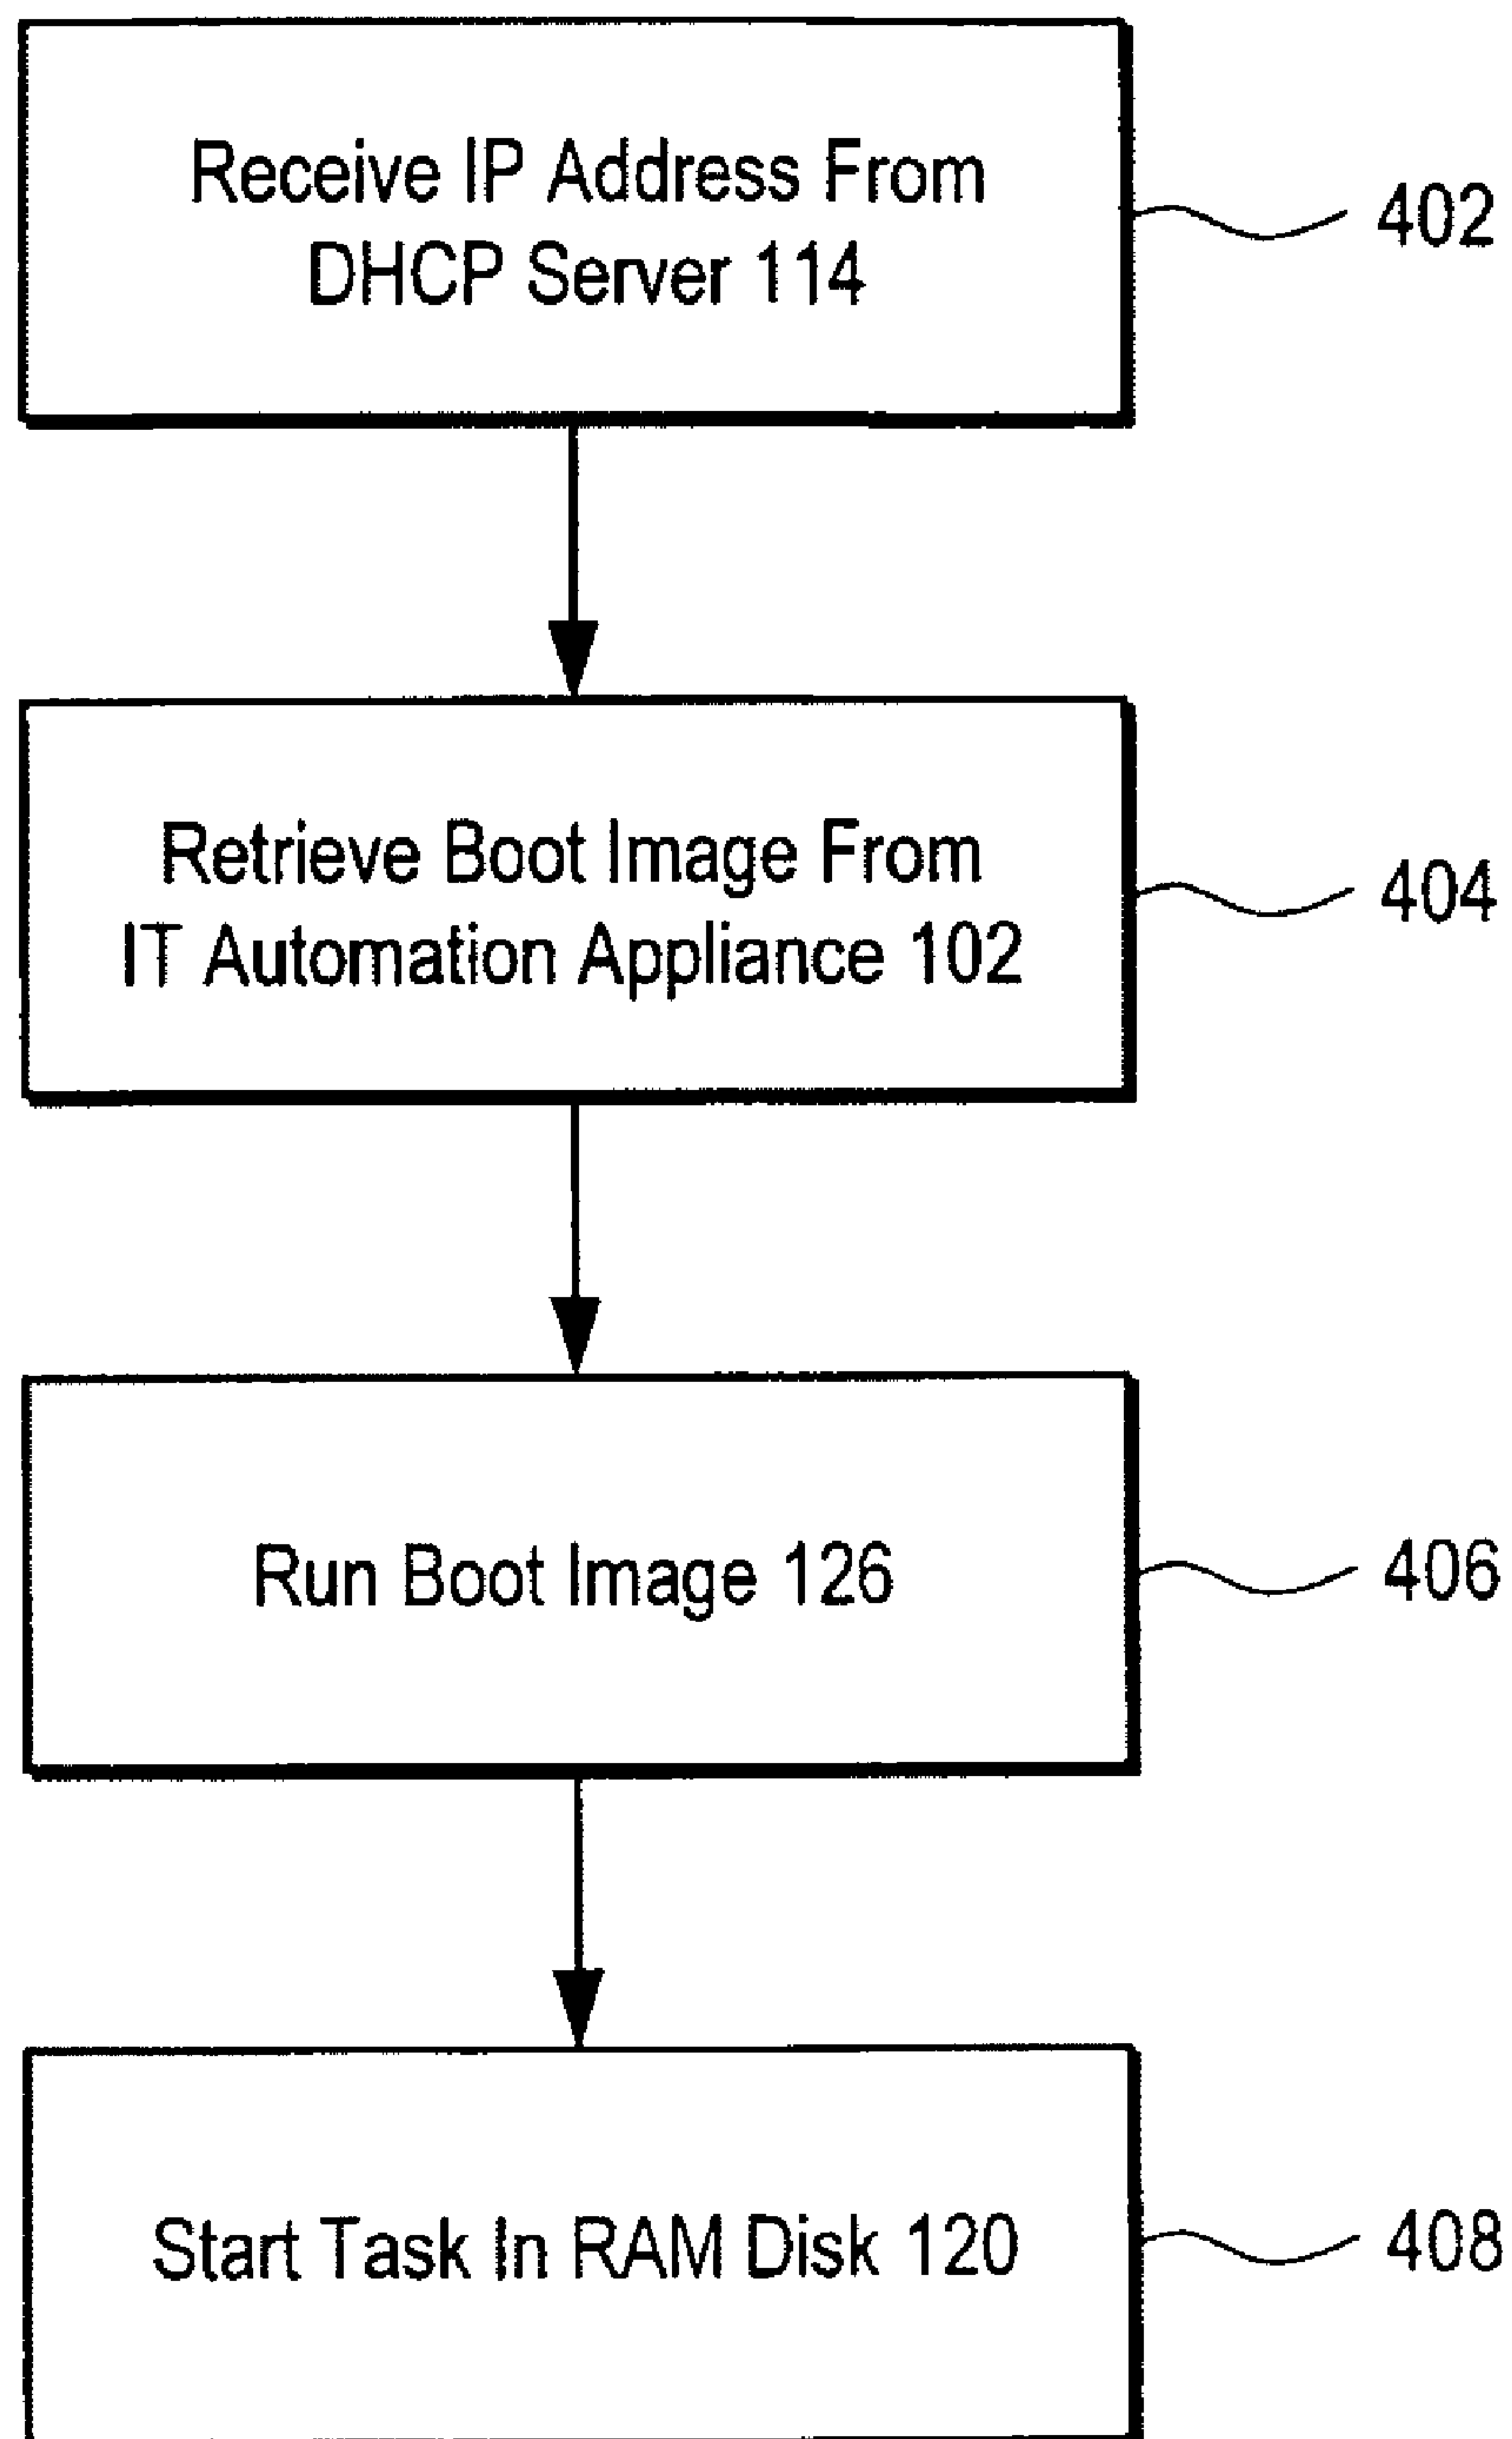 Receive IP Address From
DHCP Server 114
402
Retrieve Boot Image From
IT Automation Appliance 102
404
Run Boot Image 126
406
Start Task In RAM Disk 120
408